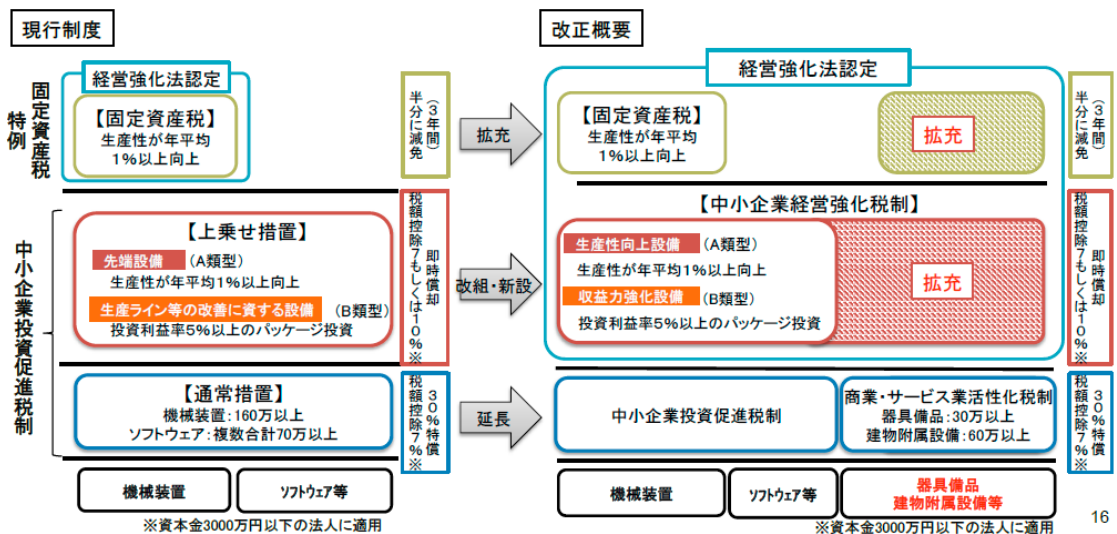 現行制度
固定資産税
特例
経営強化法認定
【固定資産税】
生産性が年平均
1%以上向上
半分に減免
(3年間)
中小企業投資促進税制
【上乗せ措置】
先端設備 (A類型)
生産性が年平均1%以上向上
生産ライン等の改善に資する設備 (B類型)
投資利益率5%以上のパッケージ投資
即時償却
税額控除7もしくは10%※
【通常措置】
機械装置:160万以上
ソフトウェア:複数合計70万以上
30%特償
税額控除7%※
機械装置
ソフトウェア等
※資本金3000万円以下の法人に適用
拡充
改組・新設
延長
改正概要
経営強化法認定
【固定資産税】
生産性が年平均
1%以上向上
拡充
半分に減免
(3年間)
【中小企業経営強化税制】
生産性向上設備 (A類型)
生産性が年平均1%以上向上
収益力強化設備 (B類型)
投資利益率5%以上のパッケージ投資
拡充
即時償却
税額控除7もしくは10%※
中小企業投資促進税制
商業・サービス業活性化税制
器具備品:30万以上
建物附属設備:60万以上
30%特償
税額控除7%※
機械装置
ソフトウェア等
器具備品
建物附属設備等
※資本金3000万円以下の法人に適用
16